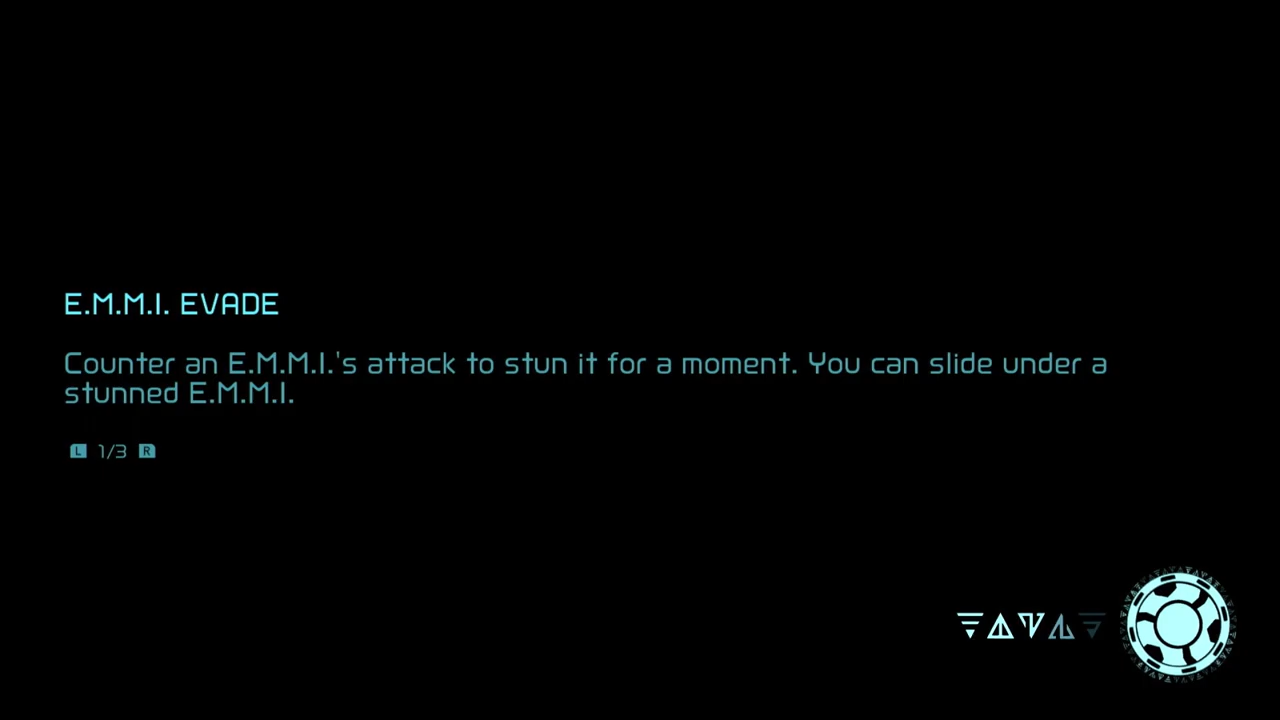 E.M.M.I. EVADE
Counter an E.M.M.I.'s attack to stun it for a moment. You can slide under a
stunned E.M.M.I.
L 1/3 R